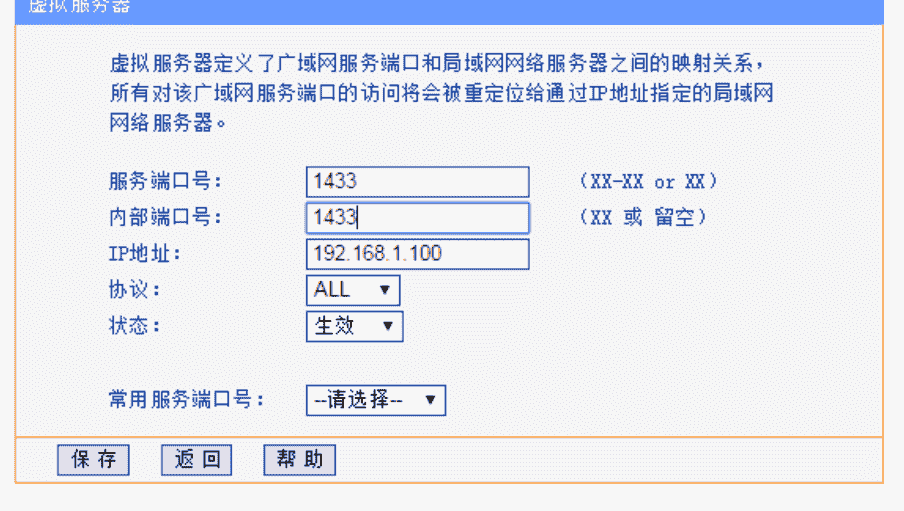 虚拟服务器
虚拟服务器定义了广域网服务端口和局域网网络服务器之间的映射关系，
所有对该广域网服务端口的访问将会被重定位给通过IP地址指定的局域网
网络服务器。
服务端口号： 1433 （XX-XX or XX）
内部端口号： 1433 （XX 或 留空）
IP地址： 192.168.1.100
协议： ALL
状态： 生效
常用服务端口号： --请选择--
保存 返回 帮助